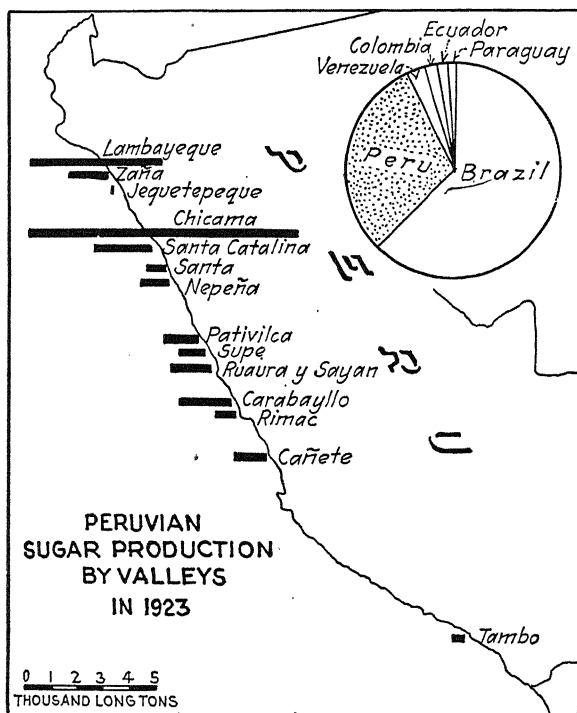 Ecuador
Colombia
Paraguay
Venezuela
Peru
Brazil
Lambayeque
Zaña
Jequetepeque
Chicama
Santa Catalina
Santa
Nepeña
Pativilca
Supe
Ruaura y Sayan
Carabayllo
Rimac
Cañete
Tambo
PERUVIAN
SUGAR PRODUCTION
BY VALLEYS
IN 1923
0 1 2 3 4 5
THOUSAND LONG TONS